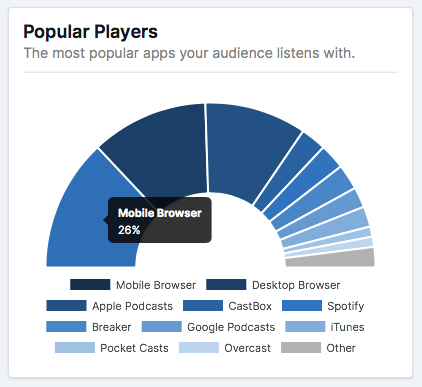 Popular Players
The most popular apps your audience listens with.
Mobile Browser
26%
Mobile Browser Desktop Browser
Apple Podcasts CastBox Spotify
Breaker Google Podcasts iTunes
Pocket Casts Overcast Other